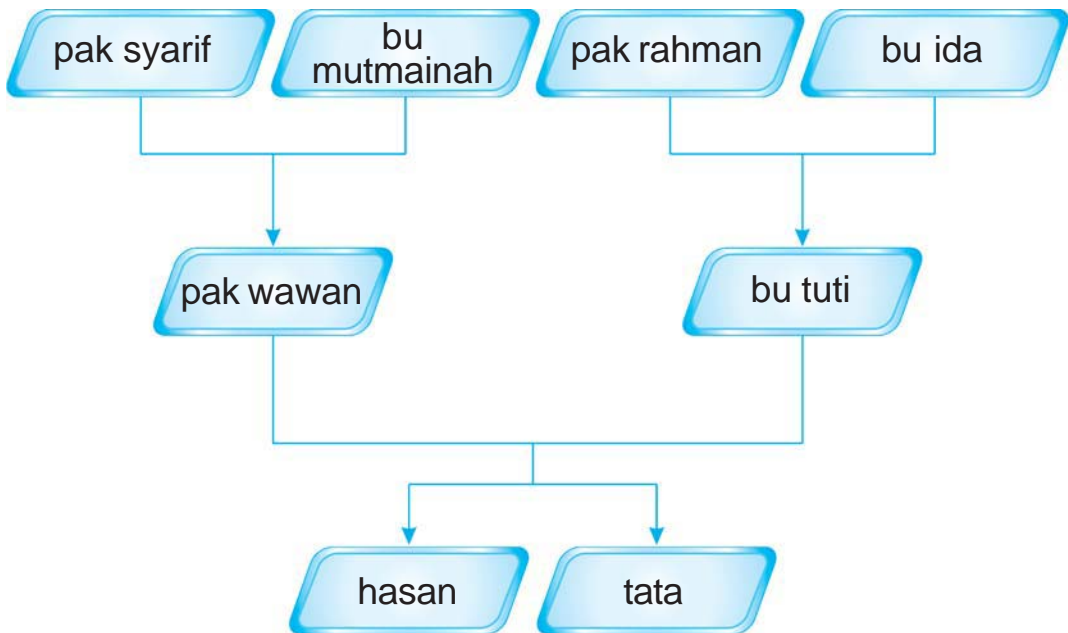 pak syarif
bu
mutmainah
pak rahman
bu ida
pak wawan
bu tuti
hasan
tata